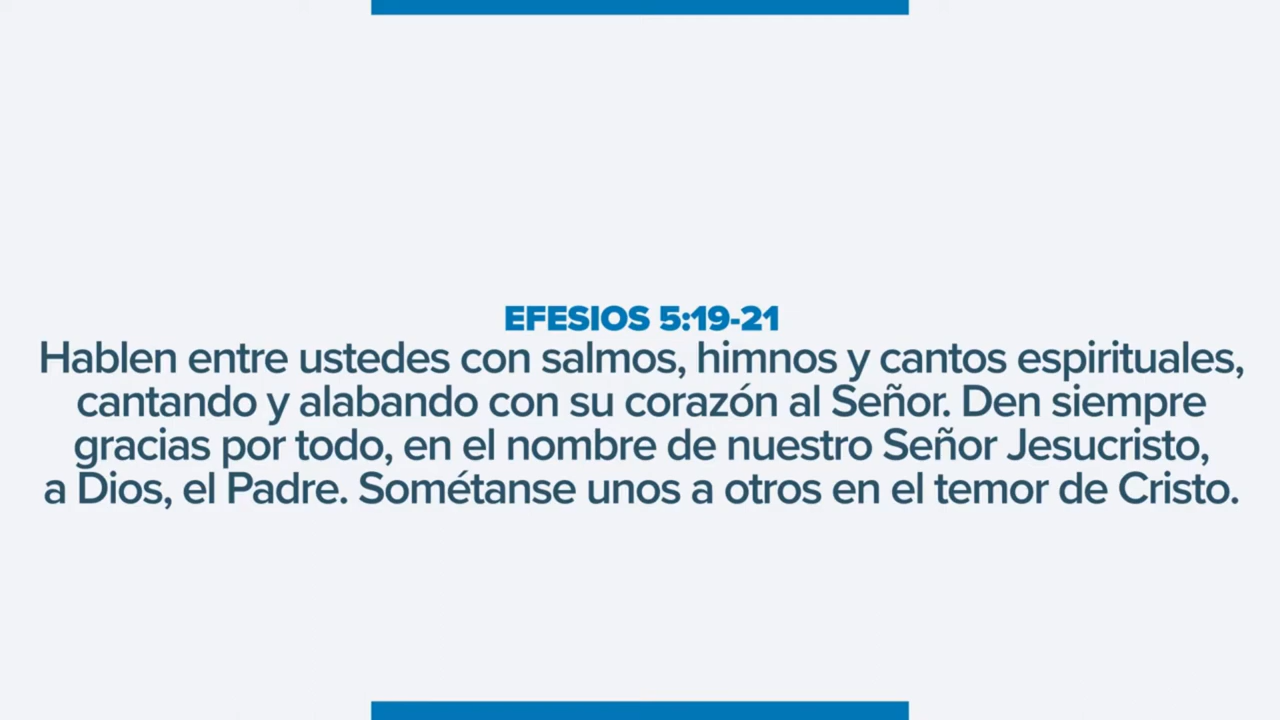 EFESIOS 5:19-21
Hablen entre ustedes con salmos, himnos y cantos espirituales,
cantando y alabando con su corazón al Señor. Den siempre
gracias por todo, en el nombre de nuestro Señor Jesucristo,
a Dios, el Padre. Sométanse unos a otros en el temor de Cristo.